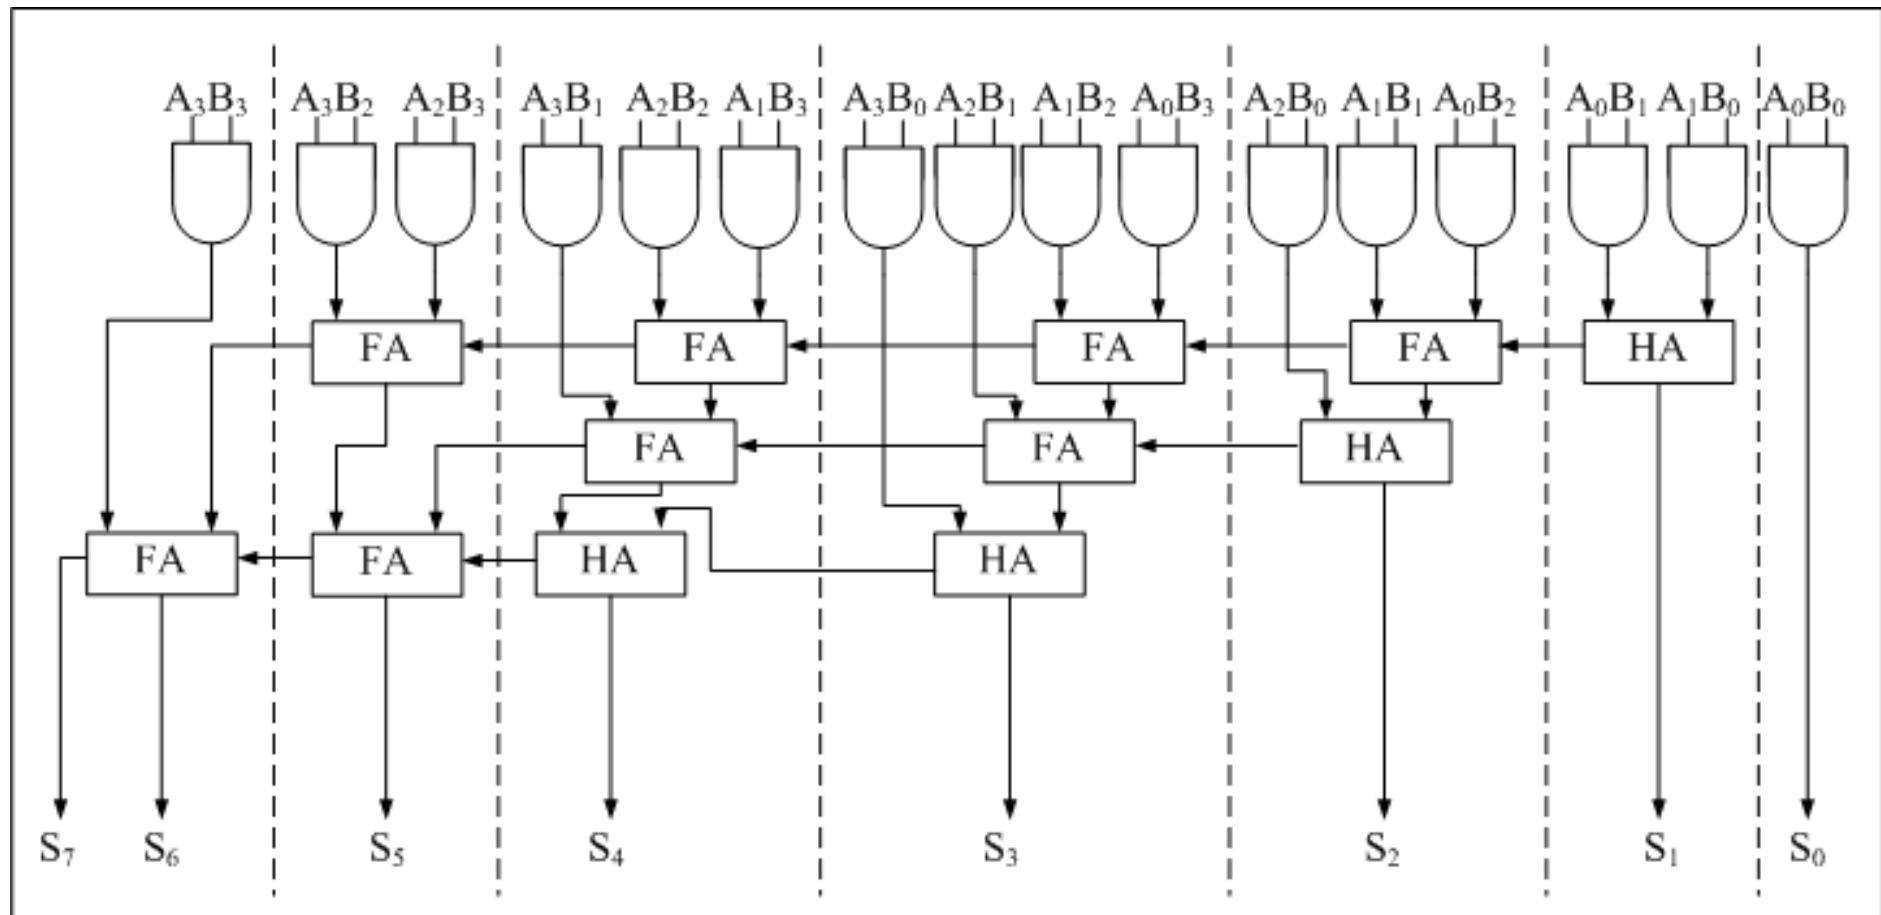 A₃B₃ A₃B₂ A₂B₃ A₃B₁ A₂B₂ A₁B₃ A₃B₀ A₂B₁ A₁B₂ A₀B₃ A₂B₀ A₁B₁ A₀B₂ A₀B₁ A₁B₀ A₀B₀
FA FA FA FA HA
FA FA HA
FA FA HA HA
S₇ S₆ S₅ S₄ S₃ S₂ S₁ S₀